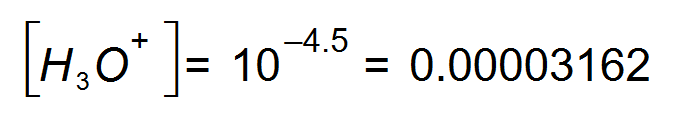 [H₃O⁺] = 10⁻⁴·⁵ = 0.00003162